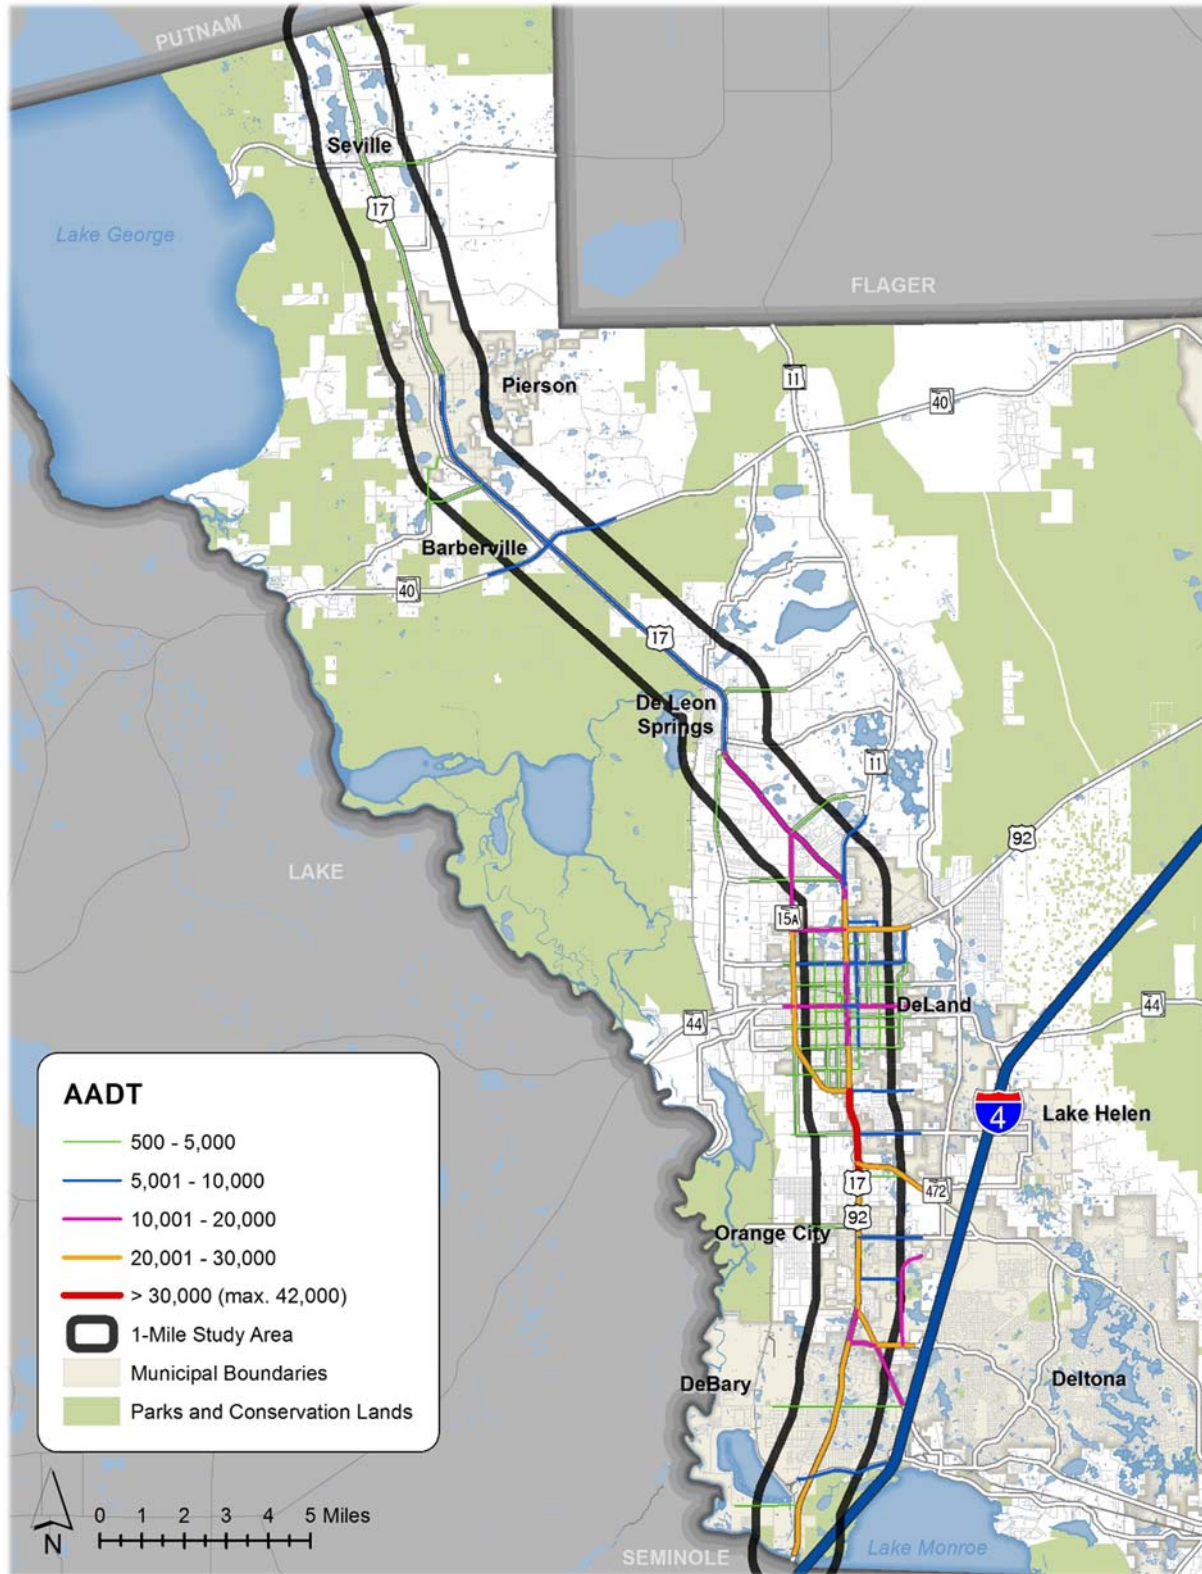 PUTNAM
Seville
17
Lake George
FLAGER
11
Pierson
40
Barberville
40
17
De Leon
Springs
11
92
LAKE
15A
DeLand
44
44
4
Lake Helen
17
472
92
Orange City
DeBary
Deltona
AADT
500 - 5,000
5,001 - 10,000
10,001 - 20,000
20,001 - 30,000
> 30,000 (max. 42,000)
1-Mile Study Area
Municipal Boundaries
Parks and Conservation Lands
0 1 2 3 4 5 Miles
N
SEMINOLE
Lake Monroe